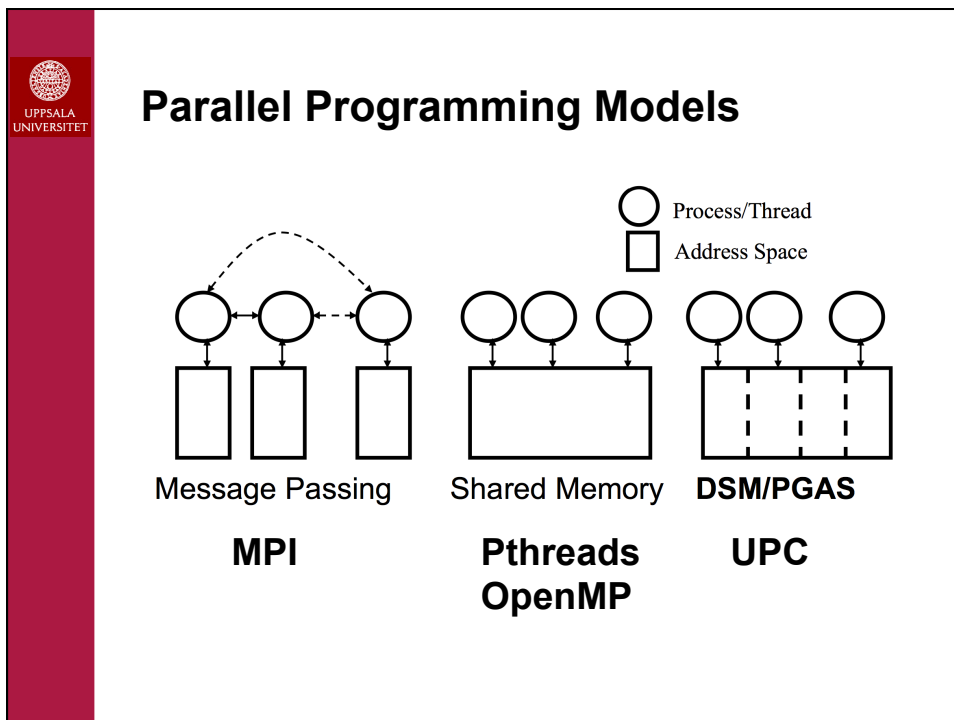 UPPSALA
UNIVERSITET
Parallel Programming Models
Process/Thread
Address Space
Message Passing
Shared Memory
DSM/PGAS
MPI
Pthreads
OpenMP
UPC